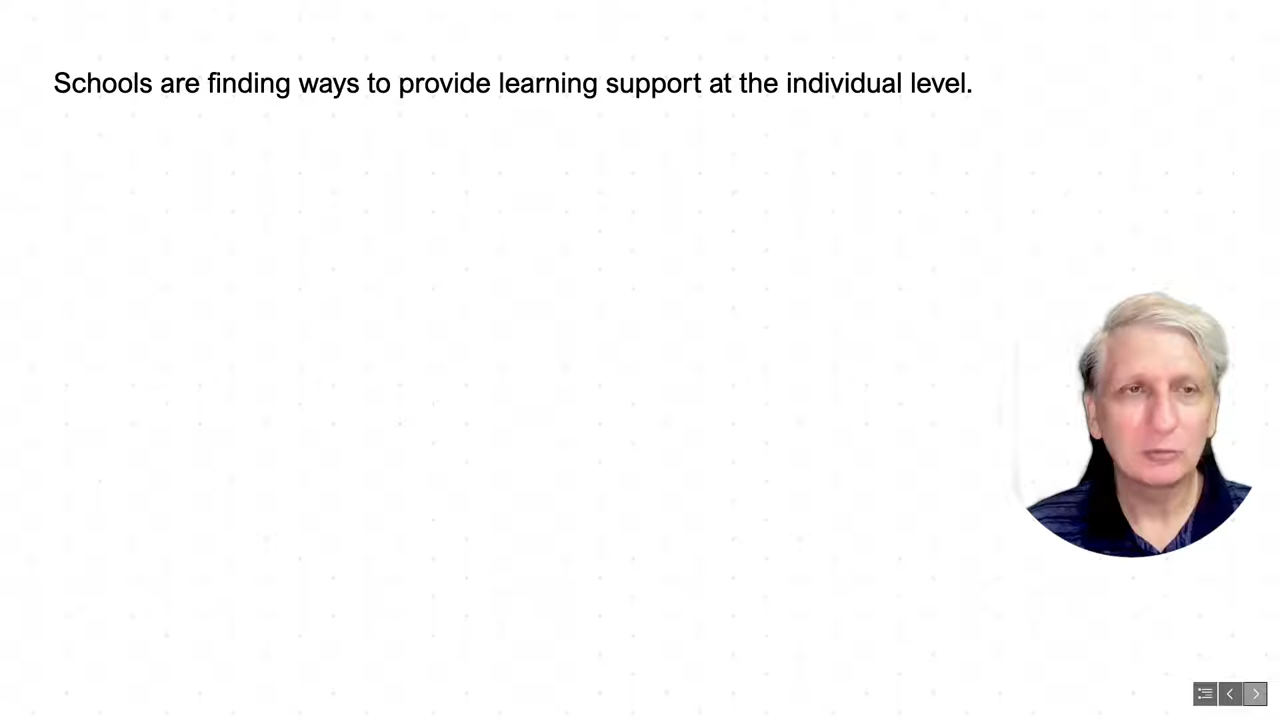 Schools are finding ways to provide learning support at the individual level.